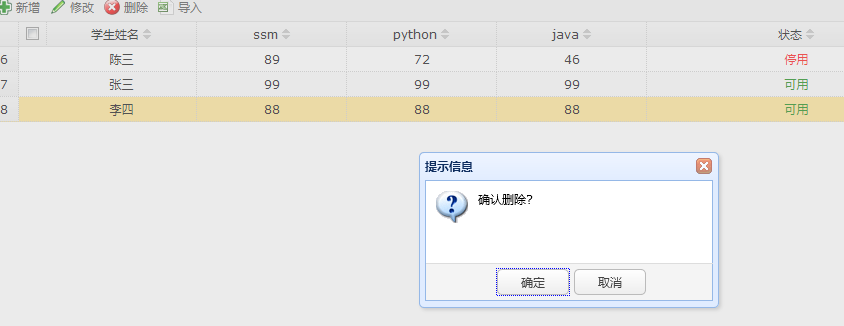 新增 修改 删除 导入
学生姓名 ssm python java 状态
6 陈三 89 72 46 停用
7 张三 99 99 99 可用
8 李四 88 88 88 可用
提示信息
确认删除?
确定 取消